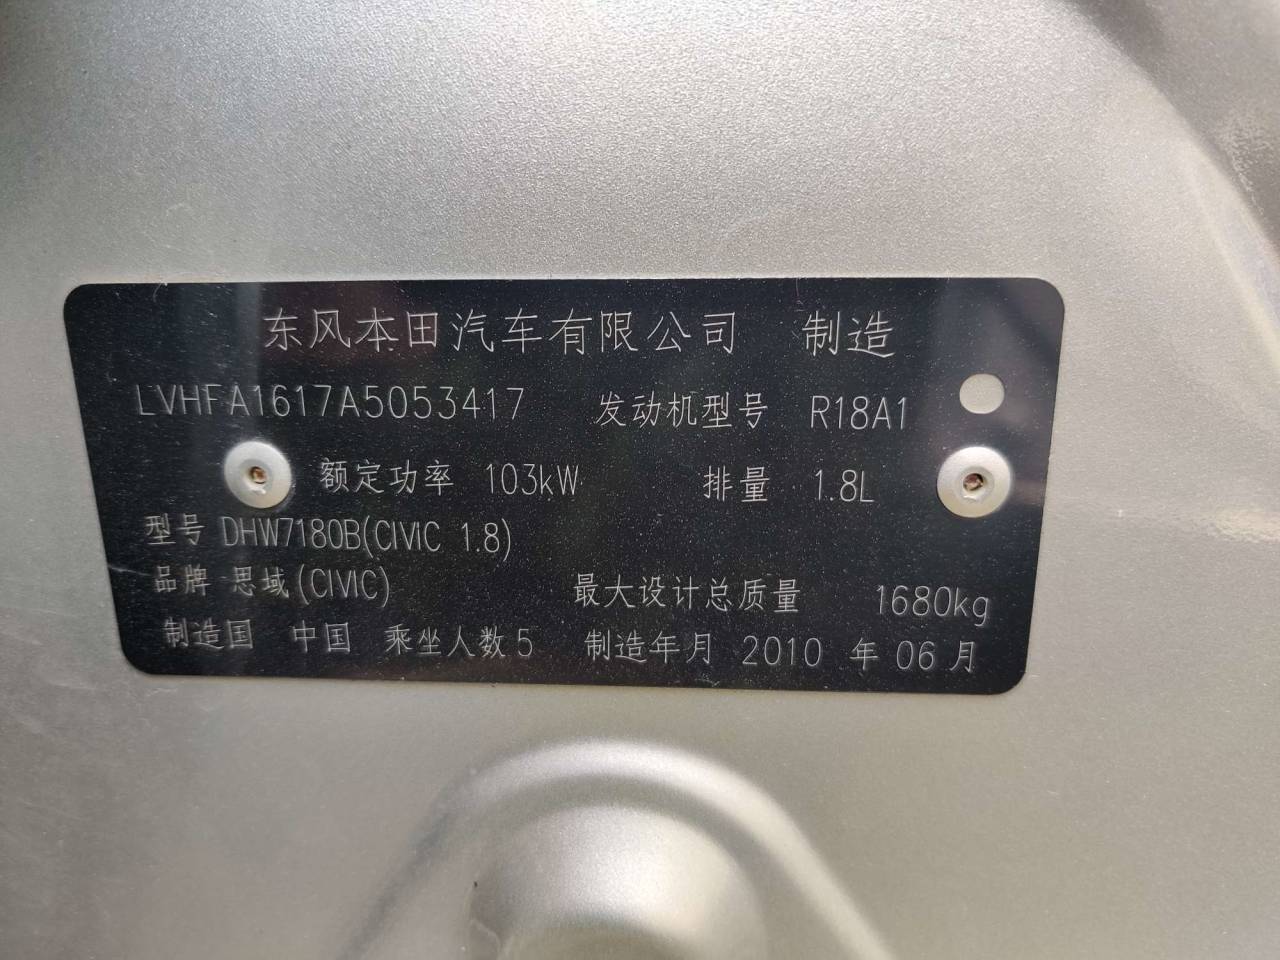 东风本田汽车有限公司 制造
LVHFA1617A5053417 发动机型号 R18A1
额定功率 103kW 排量 1.8L
型号 DHW7180B(CIVIC 1.8)
品牌 思域(CIVIC) 最大设计总质量 1680kg
制造国 中国 乘坐人数 5 制造年月 2010 年 06 月